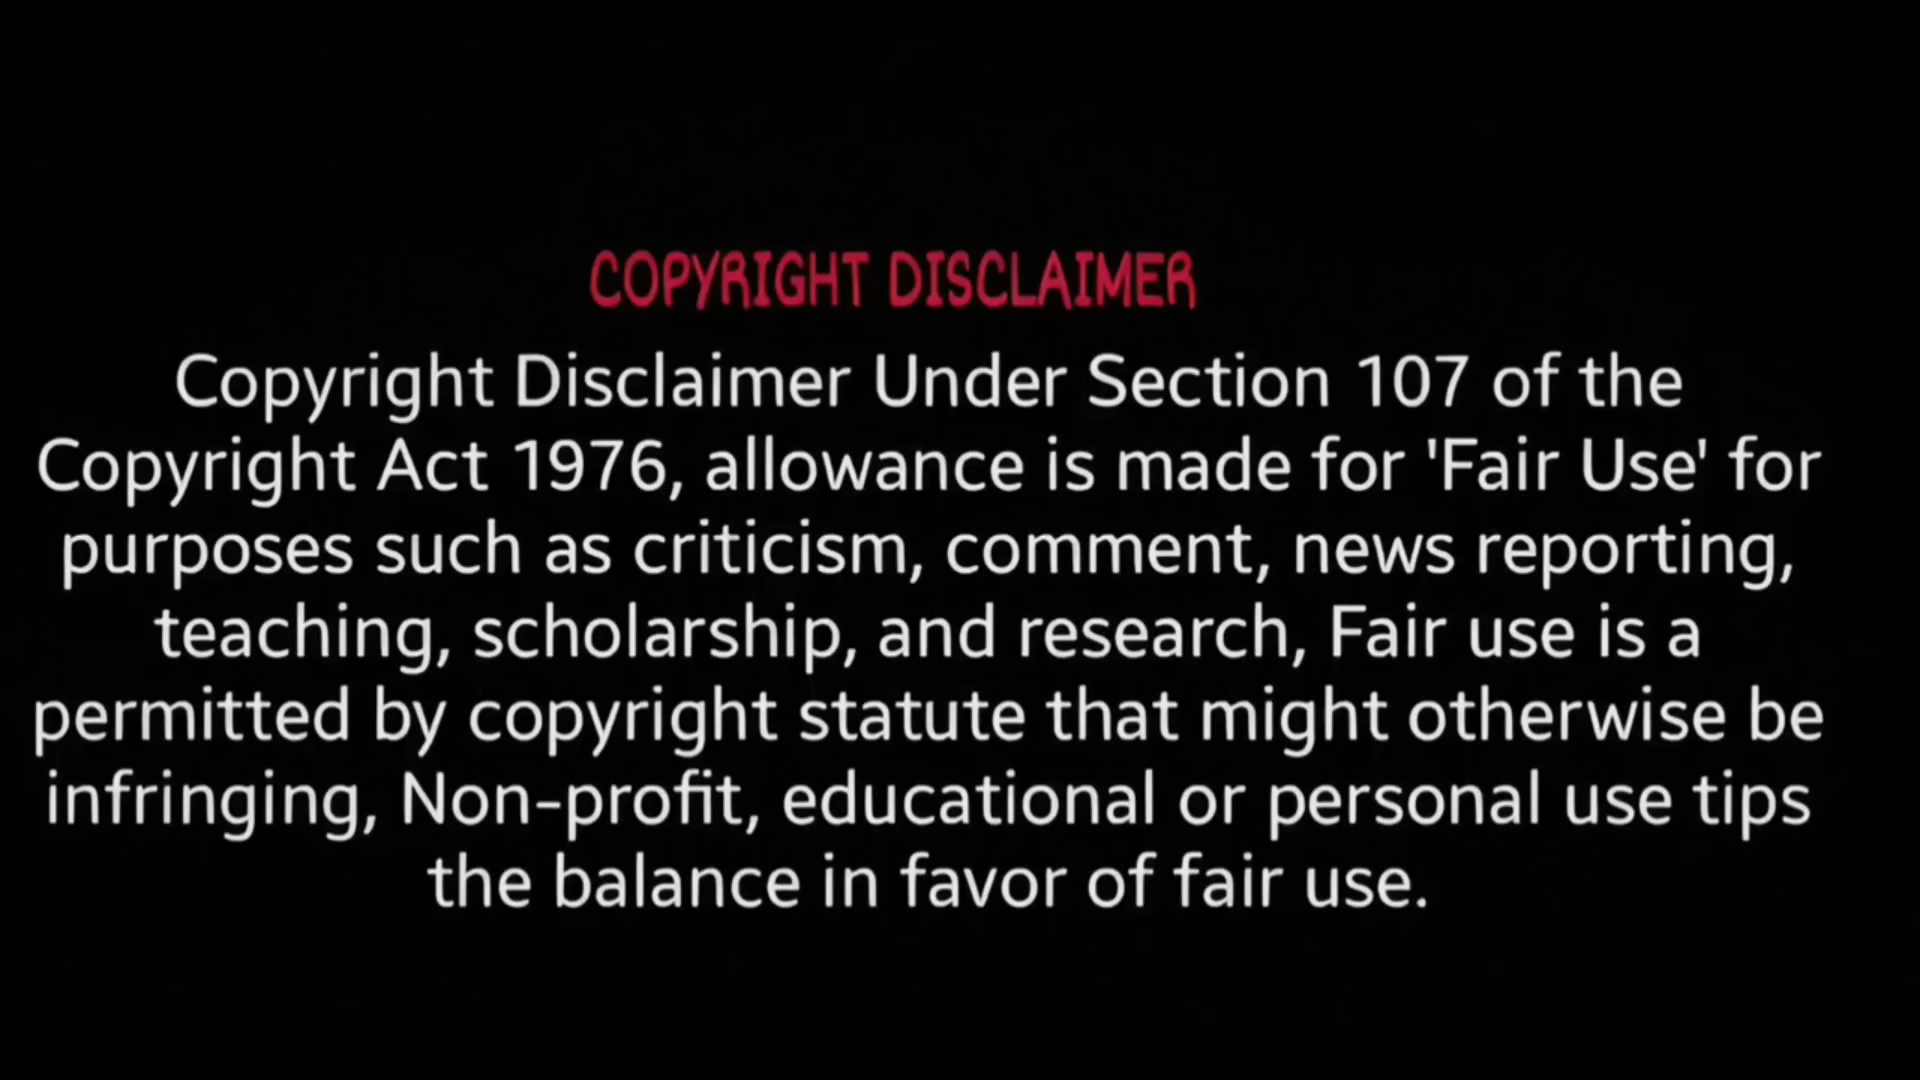 COPYRIGHT DISCLAIMER
Copyright Disclaimer Under Section 107 of the
Copyright Act 1976, allowance is made for 'Fair Use' for
purposes such as criticism, comment, news reporting,
teaching, scholarship, and research, Fair use is a
permitted by copyright statute that might otherwise be
infringing, Non-profit, educational or personal use tips
the balance in favor of fair use.